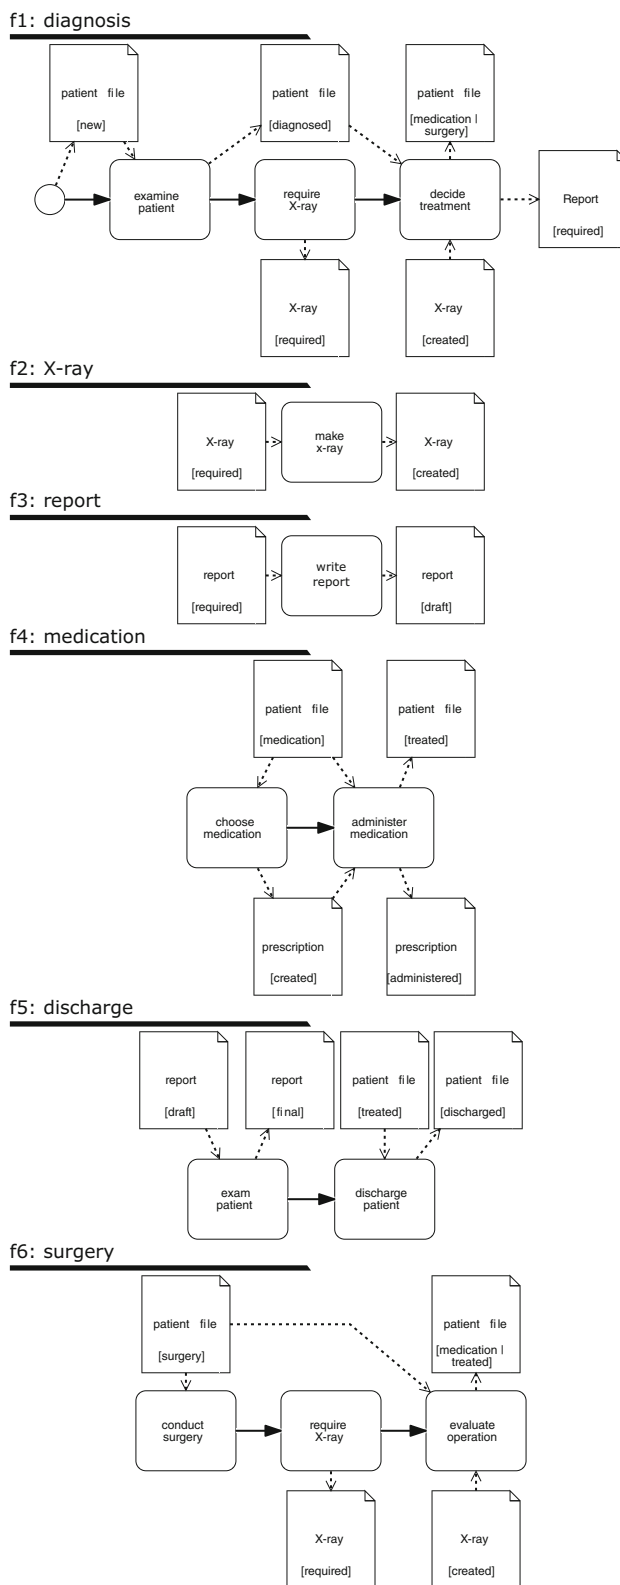 f1: diagnosis
patient file
[new]
patient file
[diagnosed]
patient file
[medication |
surgery]
examine
patient
require
X-ray
decide
treatment
Report
[required]
X-ray
[required]
X-ray
[created]
f2: X-ray
X-ray
[required]
make
x-ray
X-ray
[created]
f3: report
report
[required]
write
report
report
[draft]
f4: medication
patient file
[medication]
patient file
[treated]
choose
medication
administer
medication
prescription
[created]
prescription
[administered]
f5: discharge
report
[draft]
report
[final]
patient file
[treated]
patient file
[discharged]
exam
patient
discharge
patient
f6: surgery
patient file
[surgery]
patient file
[medication |
treated]
conduct
surgery
require
X-ray
evaluate
operation
X-ray
[required]
X-ray
[created]